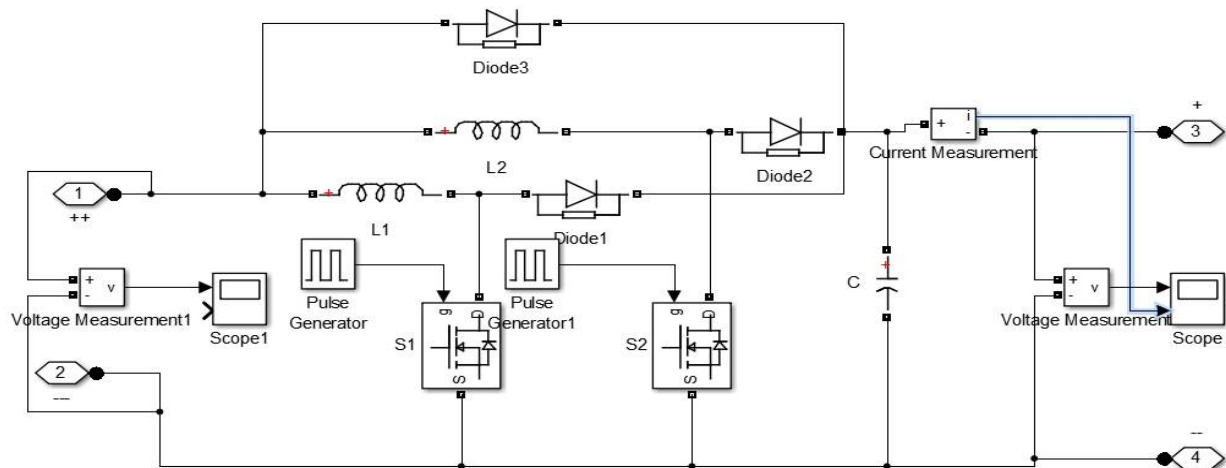 Diode3
+
L2
+
i
-
+
3
Current Measurement
Diode2
1
++
+
L1
Diode1
+
-
v
Voltage Measurement1
Scope1
Pulse
Generator
Pulse
Generator1
g
D
S
S1
g
D
S
S2
+
C
+
-
v
Voltage Measurement
Scope
2
---
--
4